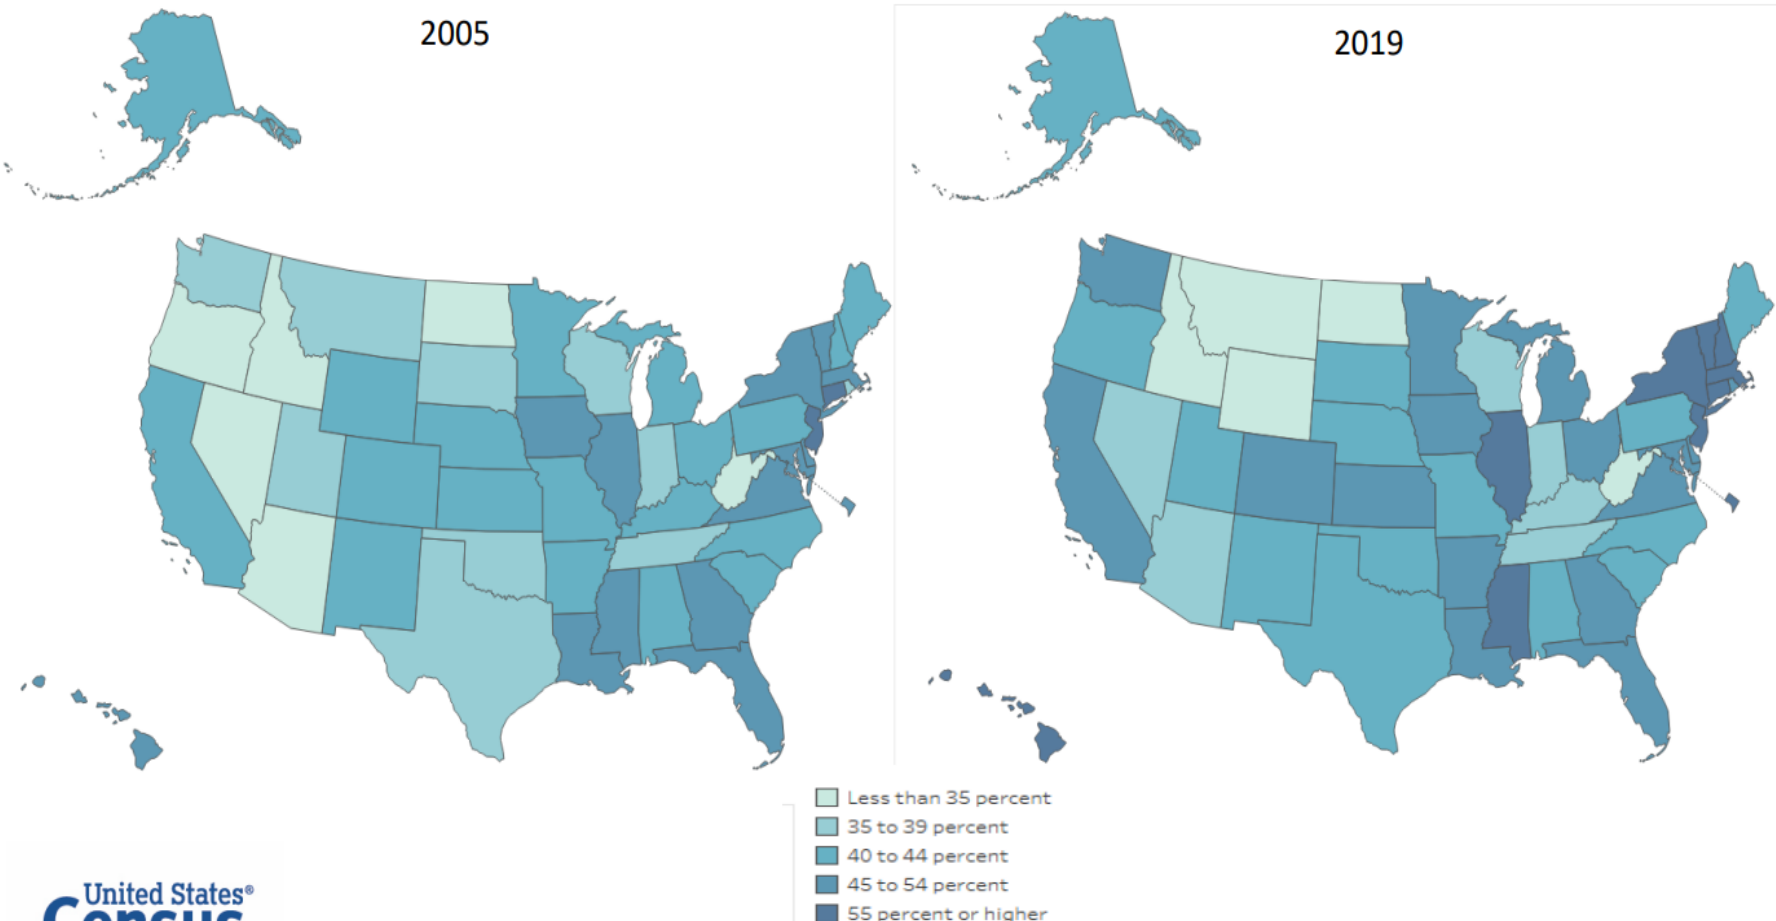 2005
2019
Less than 35 percent
35 to 39 percent
40 to 44 percent
45 to 54 percent
55 percent or higher
United States®
Census